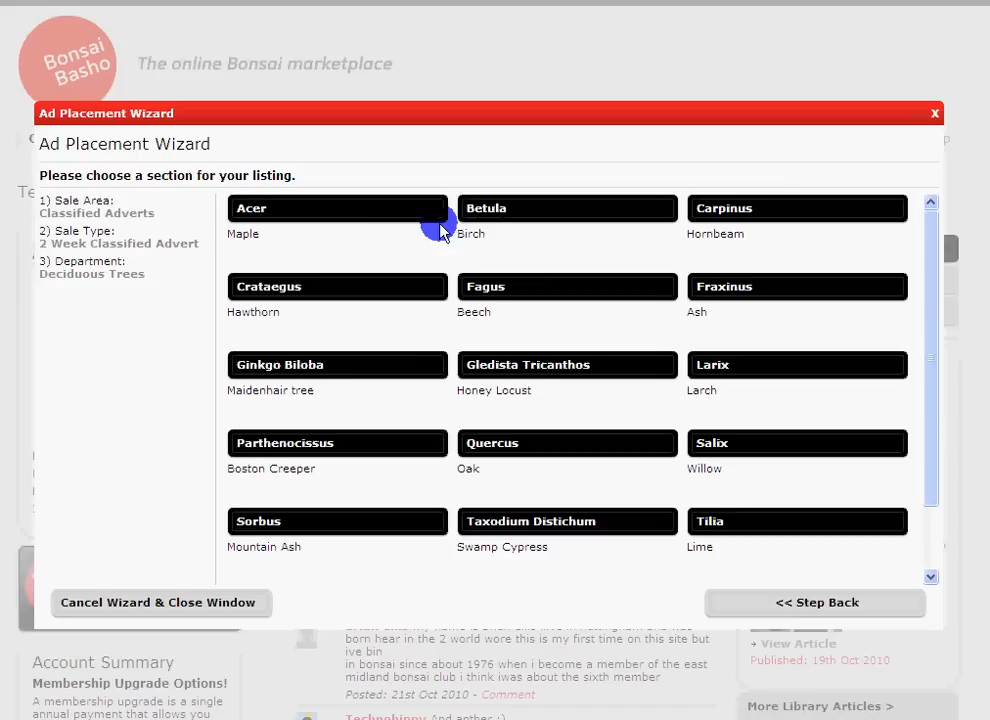 Bonsai
Basho
The online Bonsai marketplace
Ad Placement Wizard
x
Ad Placement Wizard
Please choose a section for your listing.
1) Sale Area:
Classified Adverts
2) Sale Type:
2 Week Classified Advert
3) Department:
Deciduous Trees
Acer
Maple
Betula
Birch
Carpinus
Hornbeam
Crataegus
Hawthorn
Fagus
Beech
Fraxinus
Ash
Ginkgo Biloba
Maidenhair tree
Gledista Tricanthos
Honey Locust
Larix
Larch
Parthenocissus
Boston Creeper
Quercus
Oak
Salix
Willow
Sorbus
Mountain Ash
Taxodium Distichum
Swamp Cypress
Tilia
Lime
Cancel Wizard & Close Window
<< Step Back
born hear in the 2 world wore this is my first time on this site but
ive bin
in bonsai since about 1976 when i become a member of the east
midland bonsai club i think iwas about the sixth member
Posted: 21st Oct 2010 - Comment
Technohippy And anther :)
View Article
Published: 19th Oct 2010
More Library Articles >
Account Summary
Membership Upgrade Options!
A membership upgrade is a single
annual payment that allows you